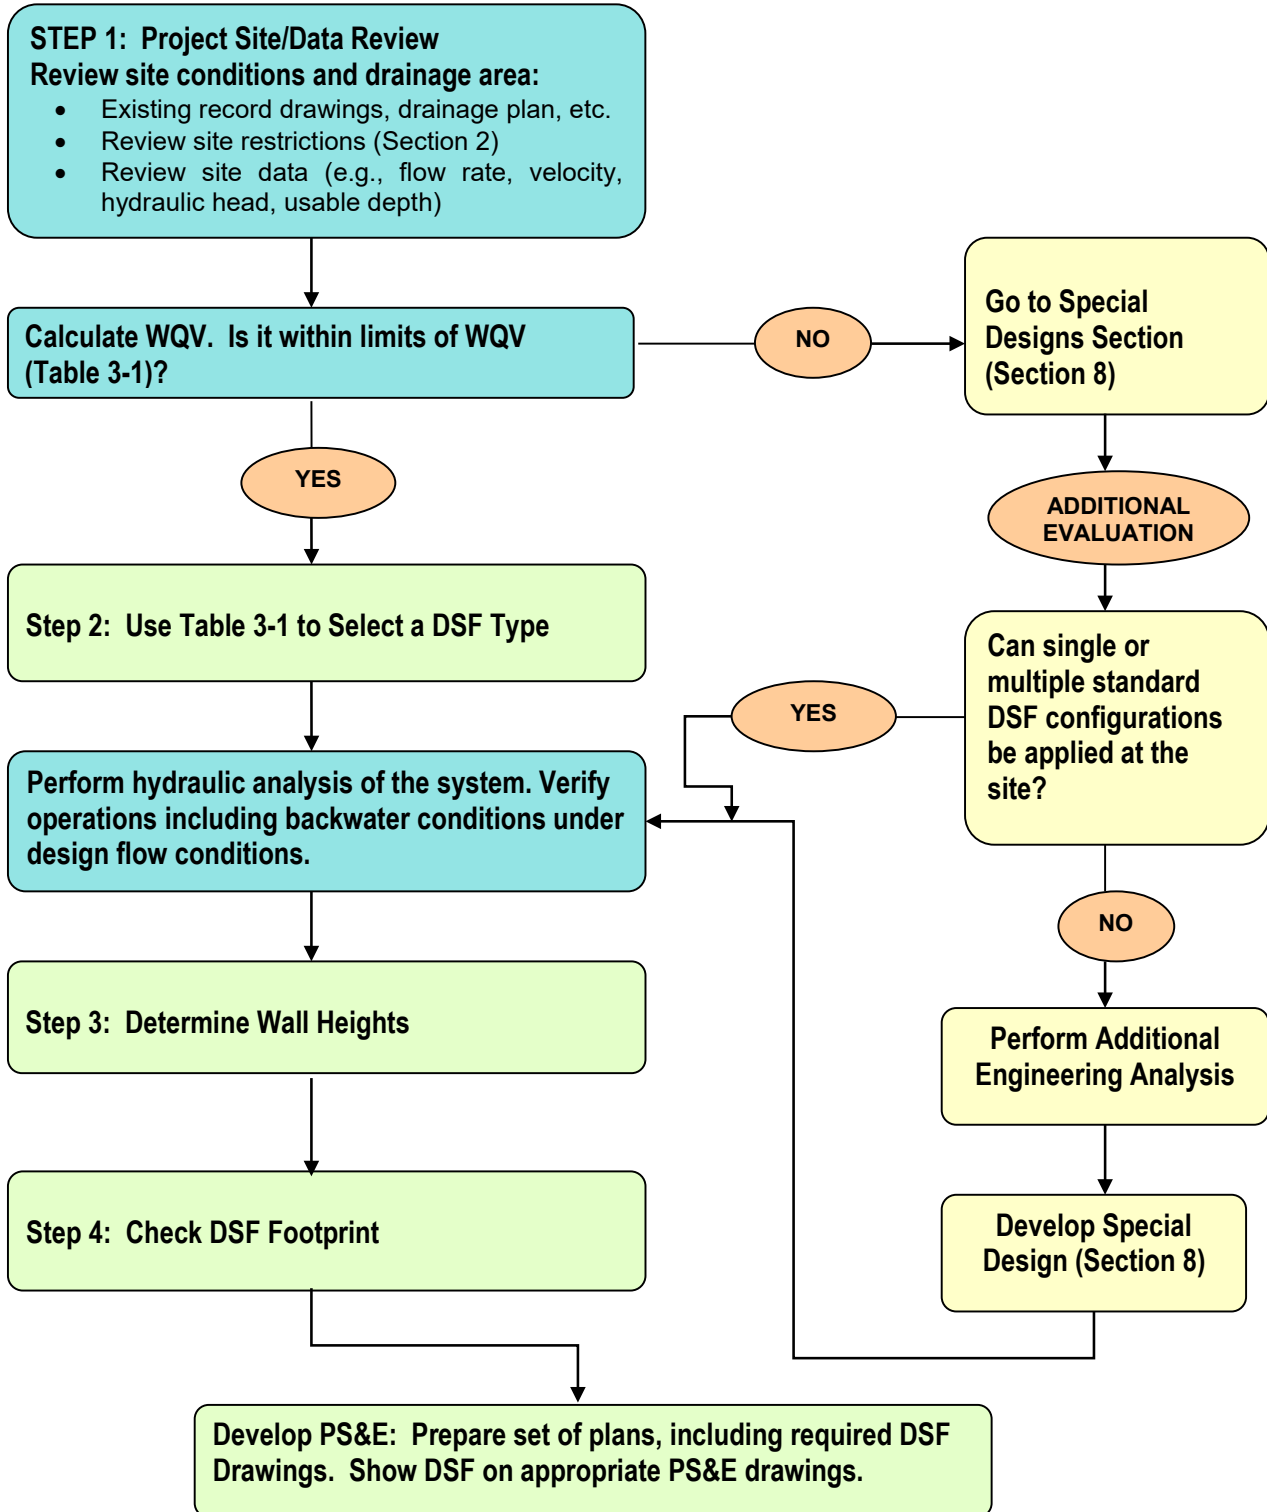 STEP 1: Project Site/Data Review
Review site conditions and drainage area:
• Existing record drawings, drainage plan, etc.
• Review site restrictions (Section 2)
• Review site data (e.g., flow rate, velocity,
hydraulic head, usable depth)
Calculate WQV. Is it within limits of WQV
(Table 3-1)?
NO
Go to Special
Designs Section
(Section 8)
YES
ADDITIONAL
EVALUATION
Step 2: Use Table 3-1 to Select a DSF Type
Can single or
multiple standard
DSF configurations
be applied at the
site?
YES
Perform hydraulic analysis of the system. Verify
operations including backwater conditions under
design flow conditions.
NO
Step 3: Determine Wall Heights
Perform Additional
Engineering Analysis
Step 4: Check DSF Footprint
Develop Special
Design (Section 8)
Develop PS&E: Prepare set of plans, including required DSF
Drawings. Show DSF on appropriate PS&E drawings.